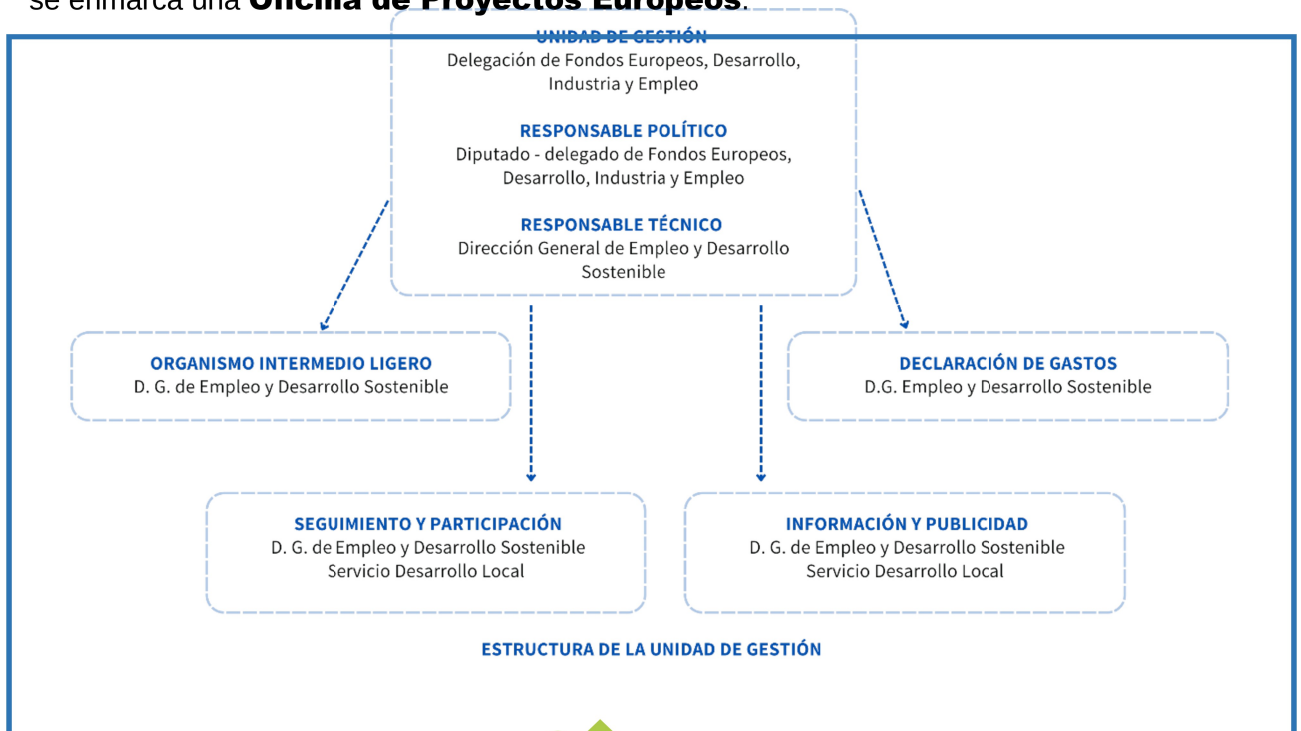 se enmarca una Oficina de Proyectos Europeos.
UNIDAD DE GESTIÓN
Delegación de Fondos Europeos, Desarrollo,
Industria y Empleo
RESPONSABLE POLÍTICO
Diputado - delegado de Fondos Europeos,
Desarrollo, Industria y Empleo
RESPONSABLE TÉCNICO
Dirección General de Empleo y Desarrollo
Sostenible
ORGANISMO INTERMEDIO LIGERO
D. G. de Empleo y Desarrollo Sostenible
DECLARACIÓN DE GASTOS
D.G. Empleo y Desarrollo Sostenible
SEGUIMIENTO Y PARTICIPACIÓN
D. G. de Empleo y Desarrollo Sostenible
Servicio Desarrollo Local
INFORMACIÓN Y PUBLICIDAD
D. G. de Empleo y Desarrollo Sostenible
Servicio Desarrollo Local
ESTRUCTURA DE LA UNIDAD DE GESTIÓN